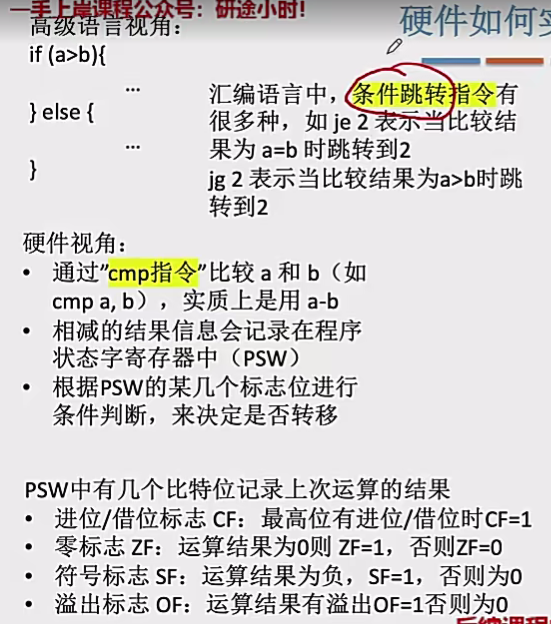 一手上岸课程公众号：研途小时！
硬件如何实
高级语言视角：
if (a>b){
...
} else {
...
}
汇编语言中，条件跳转指令有
很多种，如 je 2 表示当比较结
果为 a=b 时跳转到2
jg 2 表示当比较结果为a>b时跳
转到2
硬件视角：
• 通过”cmp指令”比较 a 和 b（如
cmp a, b），实质上是用 a-b
• 相减的结果信息会记录在程序
状态字寄存器中（PSW）
• 根据PSW的某几个标志位进行
条件判断，来决定是否转移
PSW中有几个比特位记录上次运算的结果
• 进位/借位标志 CF：最高位有进位/借位时CF=1
• 零标志 ZF：运算结果为0则 ZF=1，否则ZF=0
• 符号标志 SF：运算结果为负，SF=1，否则为0
• 溢出标志 OF：运算结果有溢出OF=1否则为0